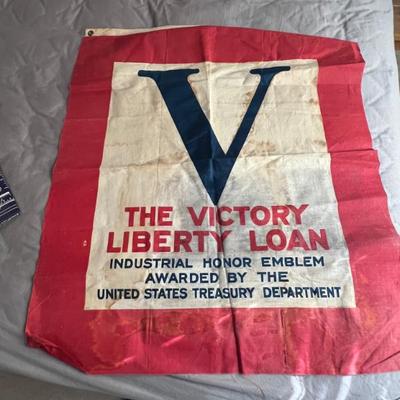 V
THE VICTORY
LIBERTY LOAN
INDUSTRIAL HONOR EMBLEM
AWARDED BY THE
UNITED STATES TREASURY DEPARTMENT